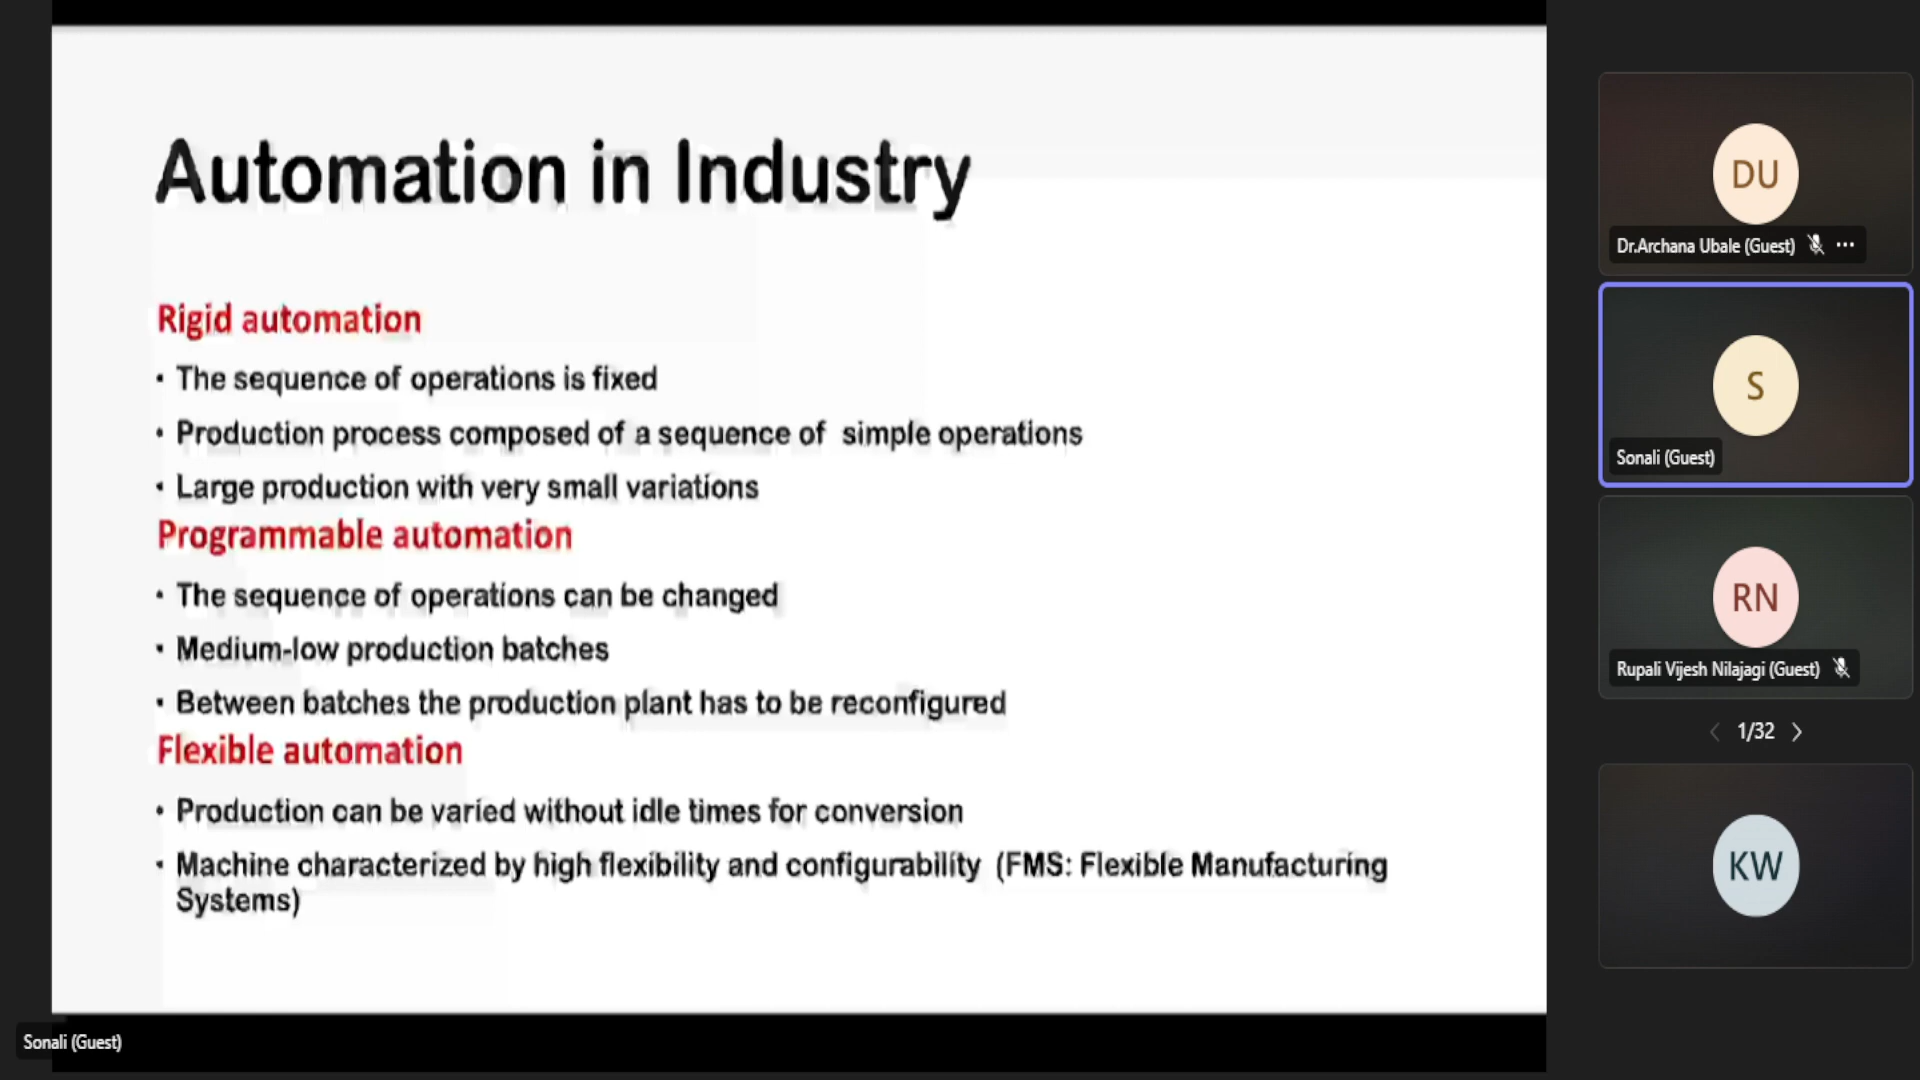 Automation in Industry
Rigid automation
• The sequence of operations is fixed
• Production process composed of a sequence of simple operations
• Large production with very small variations
Programmable automation
• The sequence of operations can be changed
• Medium-low production batches
• Between batches the production plant has to be reconfigured
Flexible automation
• Production can be varied without idle times for conversion
• Machine characterized by high flexibility and configurability (FMS: Flexible Manufacturing
Systems)
Sonali (Guest)
DU
Dr.Archana Ubale (Guest)
S
Sonali (Guest)
RN
Rupali Vijesh Nilajagi (Guest)
1/32
KW